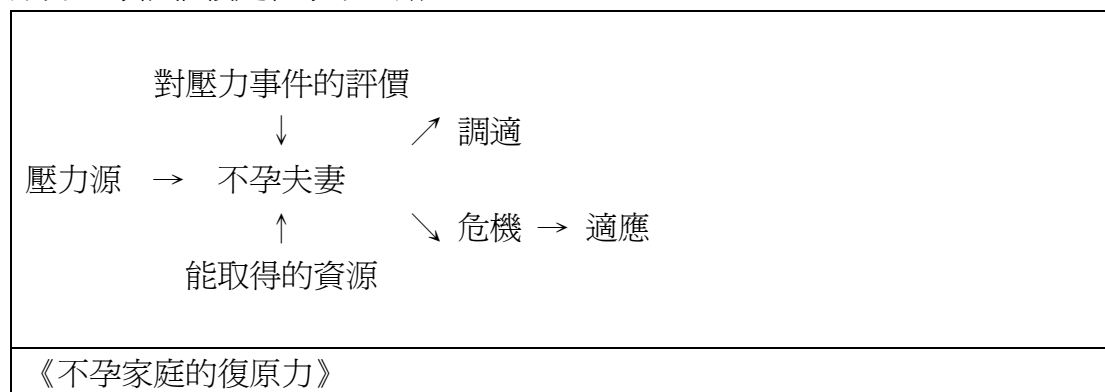 對壓力事件的評價
↓ ↗ 調適
壓力源 → 不孕夫妻
↑ ↘ 危機 → 適應
能取得的資源
《不孕家庭的復原力》